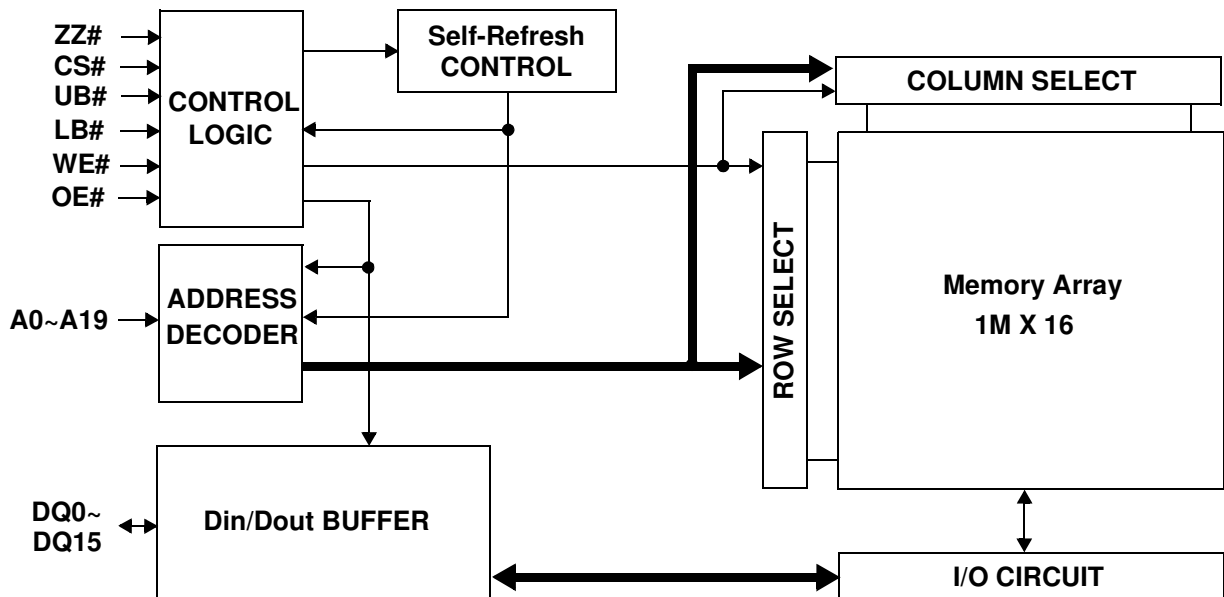 ZZ#
CS#
UB#
LB#
WE#
OE#
CONTROL
LOGIC
Self-Refresh
CONTROL
COLUMN SELECT
A0~A19
ADDRESS
DECODER
ROW SELECT
Memory Array
1M X 16
DQ0~
DQ15
Din/Dout BUFFER
I/O CIRCUIT